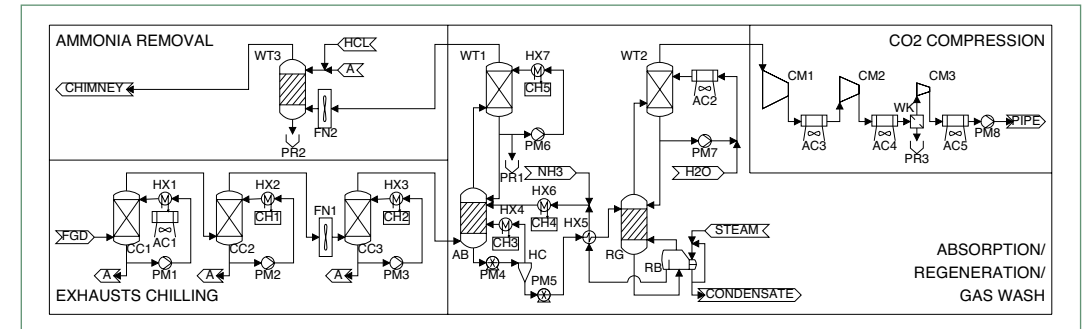 AMMONIA REMOVAL
WT3
HCL
A
CHIMNEY
FN2
PR2
WT1
HX7
CH5
PM6
PR1
WT2
AC2
PM7
H2O
CO2 COMPRESSION
CM1
CM2
CM3
WK
AC3
AC4
PR3
AC5
PM8
PIPE
HX1
HX2
FN1
HX3
FGD
AC1
CH1
CH2
CC1
CC2
CC3
A
PM1
A
PM2
A
PM3
EXHAUSTS CHILLING
NH3
HX6
HX4
CH4
HX5
CH3
AB
PM4
HC
PM5
RG
RB
STEAM
CONDENSATE
ABSORPTION/
REGENERATION/
GAS WASH